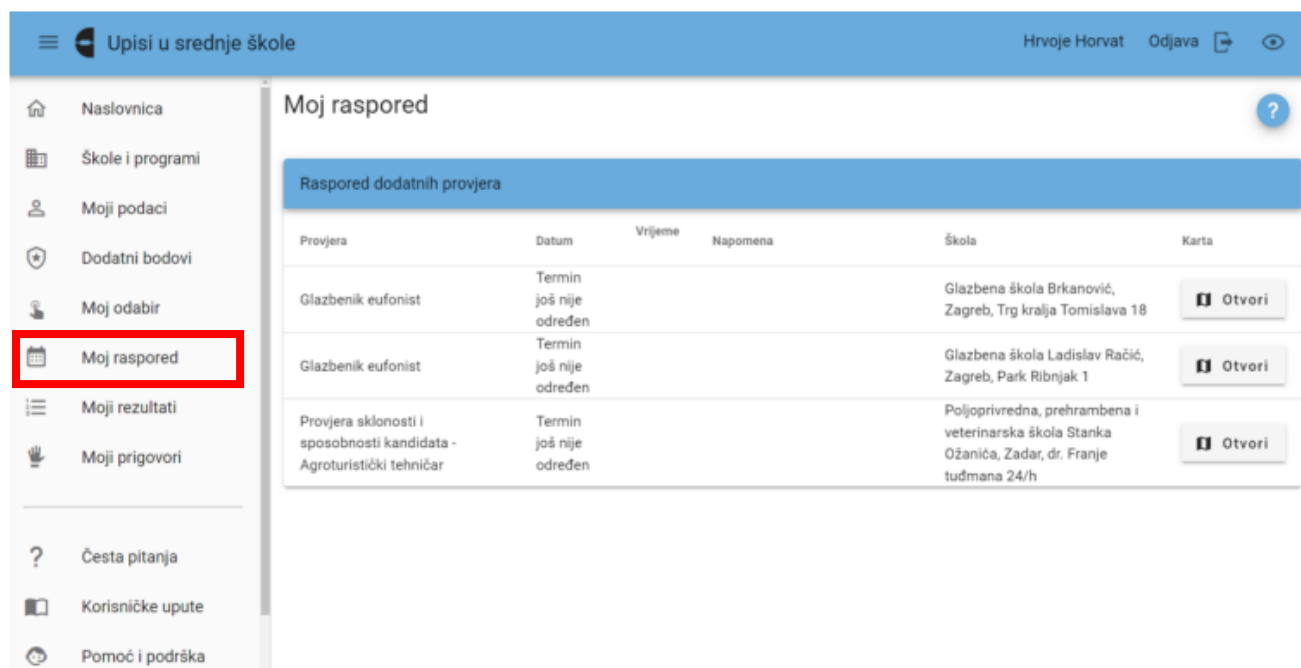 Upisi u srednje škole
Hrvoje Horvat
Odjava
Naslovnica
Škole i programi
Moji podaci
Dodatni bodovi
Moj odabir
Moj raspored
Moji rezultati
Moji prigovori
Česta pitanja
Korisničke upute
Pomoć i podrška
Moj raspored
?
Raspored dodatnih provjera
Provjera
Datum
Vrijeme
Napomena
Škola
Karta
Glazbenik eufonist
Termin
još nije
određen
Glazbena škola Brkanović,
Zagreb, Trg kralja Tomislava 18
Otvori
Glazbenik eufonist
Termin
još nije
određen
Glazbena škola Ladislav Račić,
Zagreb, Park Ribnjak 1
Otvori
Provjera sklonosti i
sposobnosti kandidata -
Agroturistički tehničar
Termin
još nije
određen
Poljoprivredna, prehrambena i
veterinarska škola Stanka
Ožanića, Zadar, dr. Franje
tuđmana 24/h
Otvori